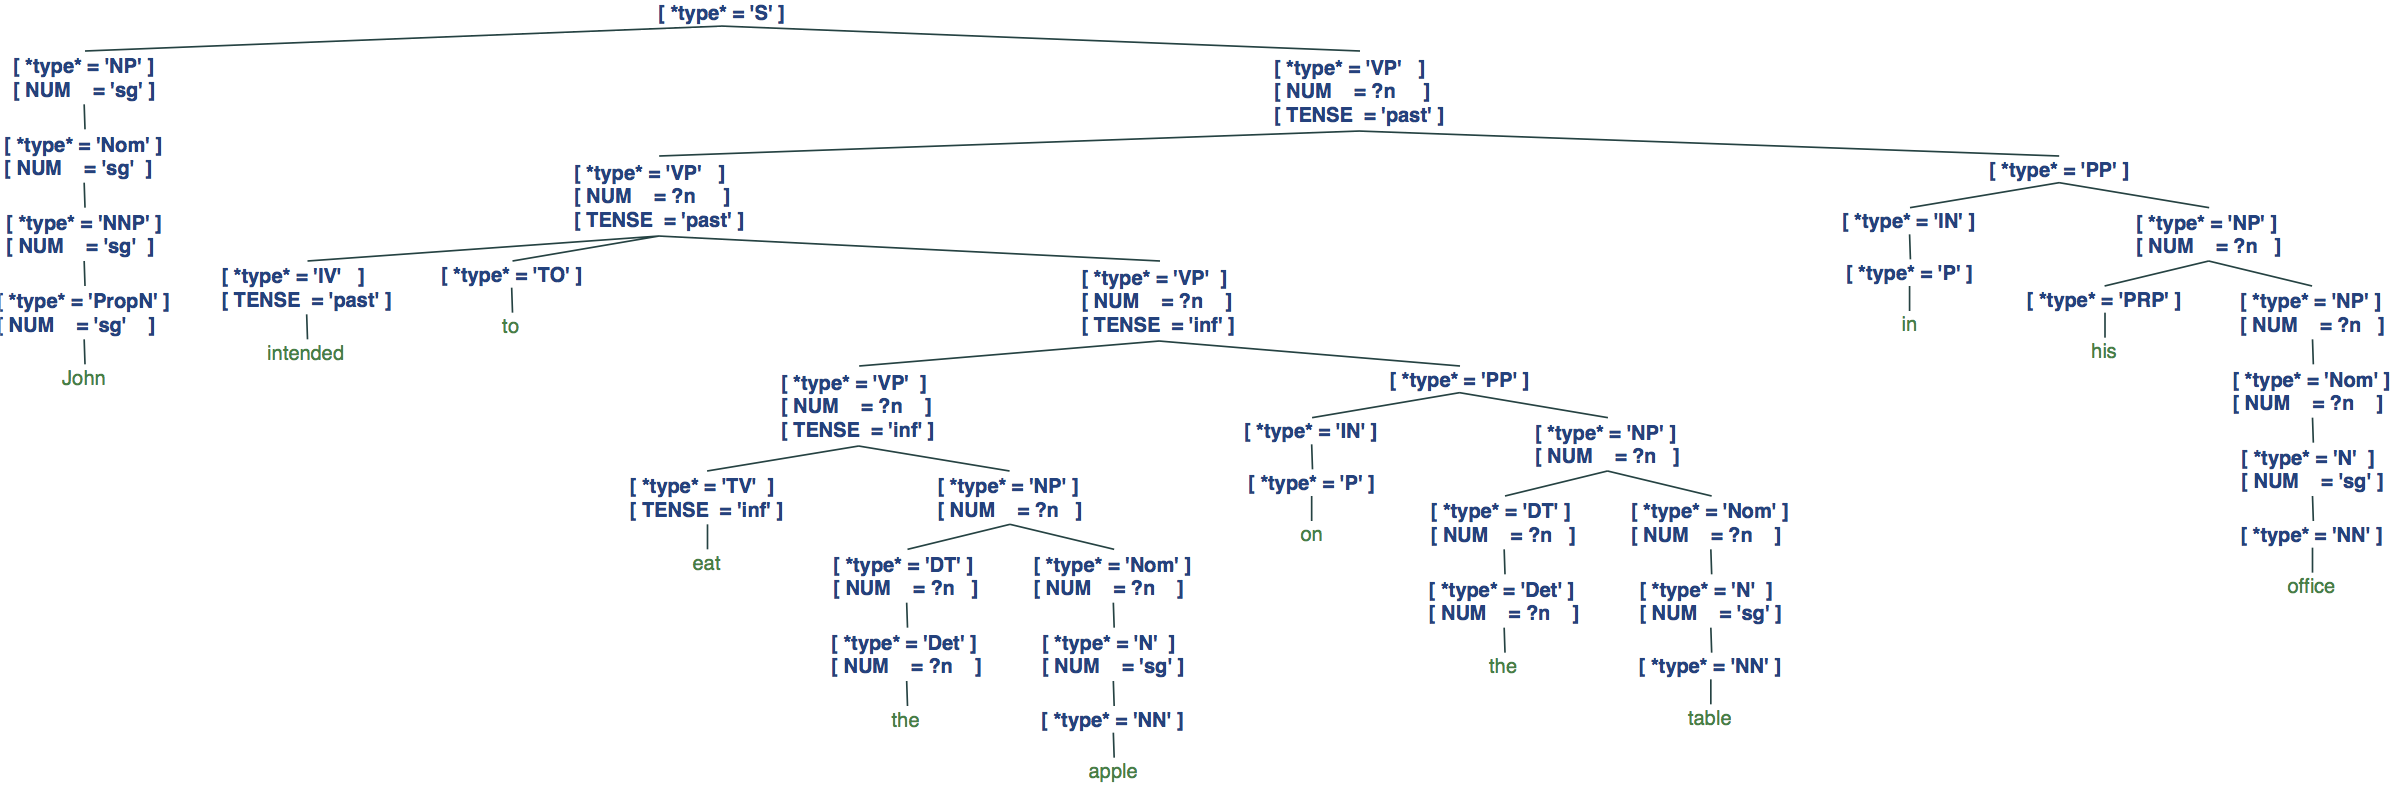 [ *type* = 'S' ]
[ *type* = 'NP' ]
[ NUM = 'sg' ]
[ *type* = 'VP' ]
[ NUM = ?n ]
[ TENSE = 'past' ]
[ *type* = 'Nom' ]
[ NUM = 'sg' ]
[ *type* = 'NNP' ]
[ NUM = 'sg' ]
[ *type* = 'PropN' ]
[ NUM = 'sg' ]
John
[ *type* = 'VP' ]
[ NUM = ?n ]
[ TENSE = 'past' ]
[ *type* = 'IV' ]
[ TENSE = 'past' ]
intended
[ *type* = 'TO' ]
to
[ *type* = 'VP' ]
[ NUM = ?n ]
[ TENSE = 'inf' ]
[ *type* = 'VP' ]
[ NUM = ?n ]
[ TENSE = 'inf' ]
[ *type* = 'TV' ]
[ TENSE = 'inf' ]
eat
[ *type* = 'NP' ]
[ NUM = ?n ]
[ *type* = 'DT' ]
[ NUM = ?n ]
[ *type* = 'Det' ]
[ NUM = ?n ]
the
[ *type* = 'Nom' ]
[ NUM = ?n ]
[ *type* = 'N' ]
[ NUM = 'sg' ]
[ *type* = 'NN' ]
apple
[ *type* = 'PP' ]
[ *type* = 'IN' ]
[ *type* = 'P' ]
on
[ *type* = 'NP' ]
[ NUM = ?n ]
[ *type* = 'DT' ]
[ NUM = ?n ]
[ *type* = 'Det' ]
[ NUM = ?n ]
the
[ *type* = 'Nom' ]
[ NUM = ?n ]
[ *type* = 'N' ]
[ NUM = 'sg' ]
[ *type* = 'NN' ]
table
[ *type* = 'PP' ]
[ *type* = 'IN' ]
[ *type* = 'P' ]
in
[ *type* = 'NP' ]
[ NUM = ?n ]
[ *type* = 'PRP' ]
his
[ *type* = 'NP' ]
[ NUM = ?n ]
[ *type* = 'Nom' ]
[ NUM = ?n ]
[ *type* = 'N' ]
[ NUM = 'sg' ]
[ *type* = 'NN' ]
office